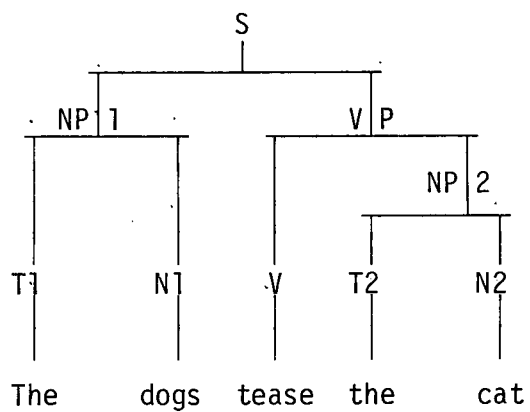 S
NP 1 V P
NP 2
T1 N1 V T2 N2
The dogs tease the cat